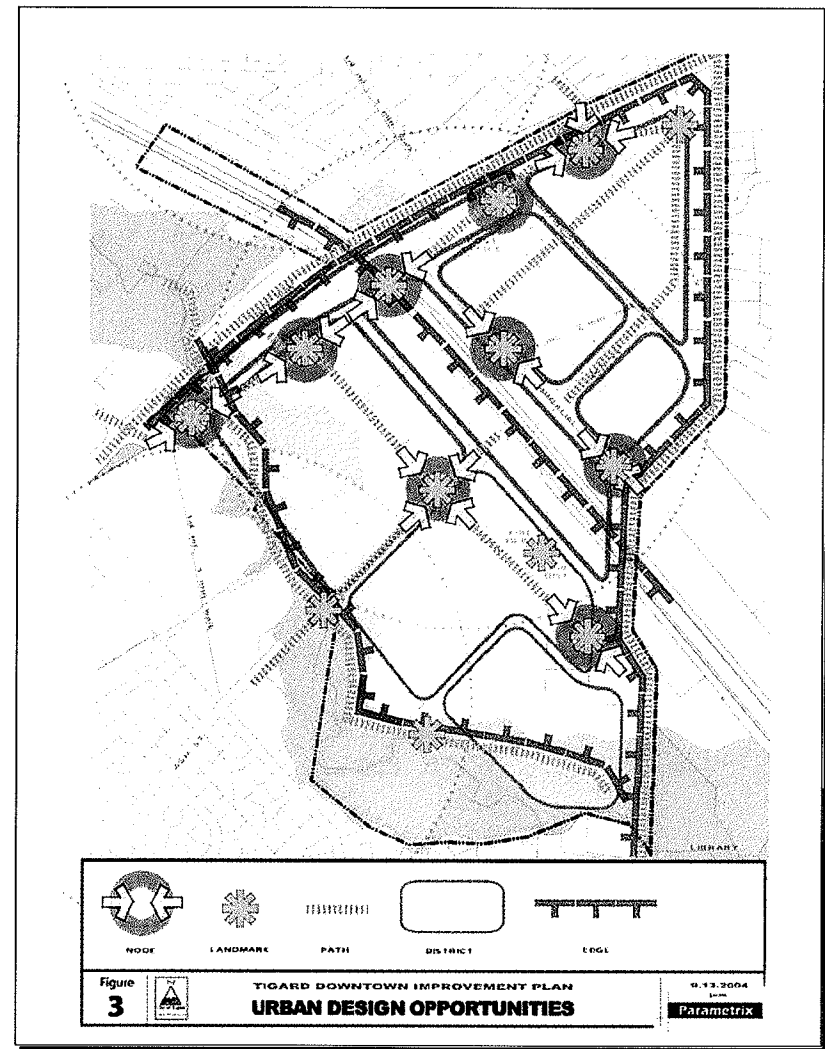 LIBRARY
NODE
LANDMARK
PATH
DISTRICT
EDGE
Figure
3
TIGARD DOWNTOWN IMPROVEMENT PLAN
URBAN DESIGN OPPORTUNITIES
9.13.2004
Parametrix